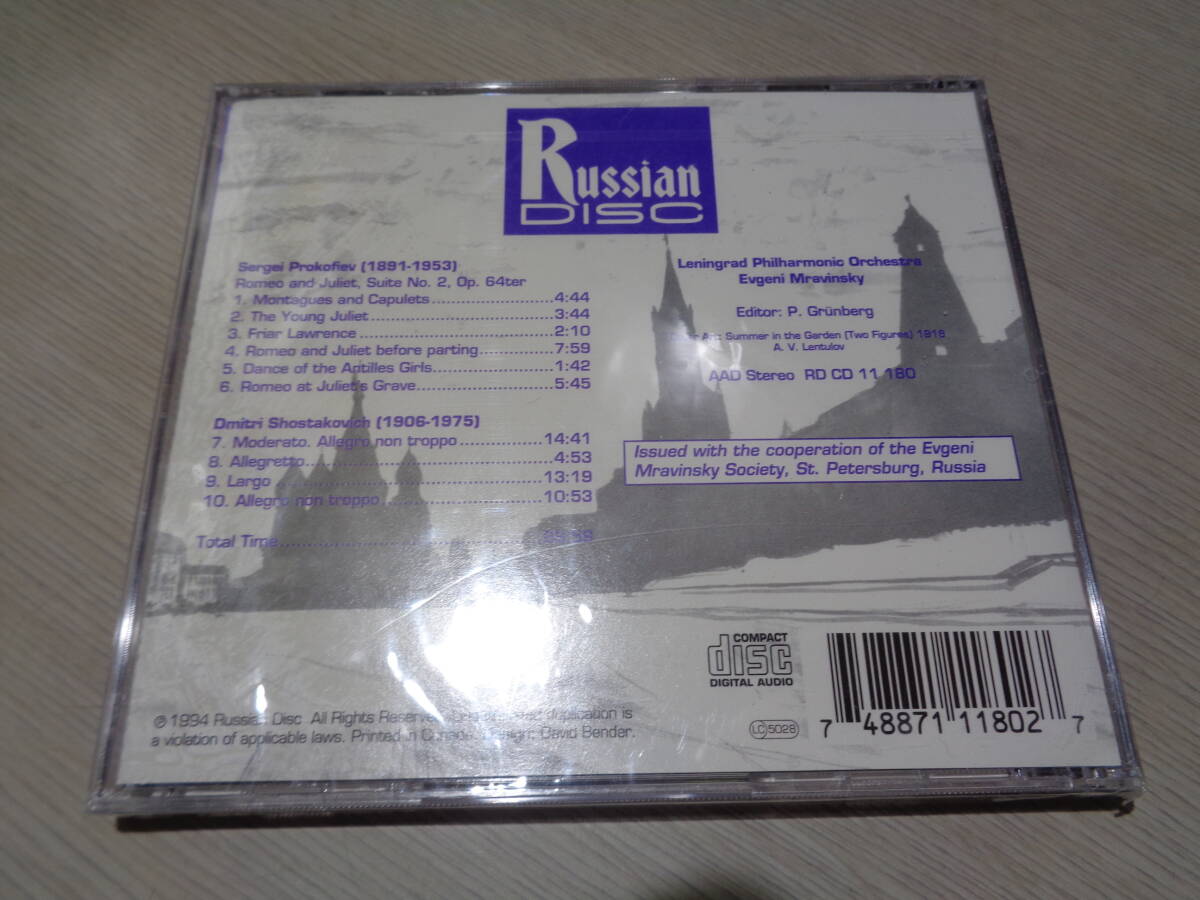 Russian
DISC
Sergei Prokofiev (1891-1953)
Romeo and Juliet, Suite No. 2, Op. 64ter
1. Montagues and Capulets..........................4:44
2. The Young Juliet......................................3:44
3. Friar Lawrence........................................2:10
4. Romeo and Juliet before parting................7:59
5. Dance of the Antilles Girls..........................1:42
6. Romeo at Juliet's Grave.............................5:45
Dmitri Shostakovich (1906-1975)
7. Moderato. Allegro non troppo..................14:41
8. Allegretto................................................4:53
9. Largo....................................................13:19
10. Allegro non troppo.................................10:53
Total Time
Leningrad Philharmonic Orchestra
Evgeni Mravinsky
Editor: P. Grünberg
Art: Summer in the Garden (Two Figures) 1918
A. V. Lentulov
AAD Stereo RD CD 11 180
Issued with the cooperation of the Evgeni
Mravinsky Society, St. Petersburg, Russia
COMPACT
disc
DIGITAL AUDIO
LC 5028
7 48871 11802 7
℗ 1994 Russian Disc. All Rights Reserved. duplication is
a violation of applicable laws. Printed in Canada. Design: David Bender.